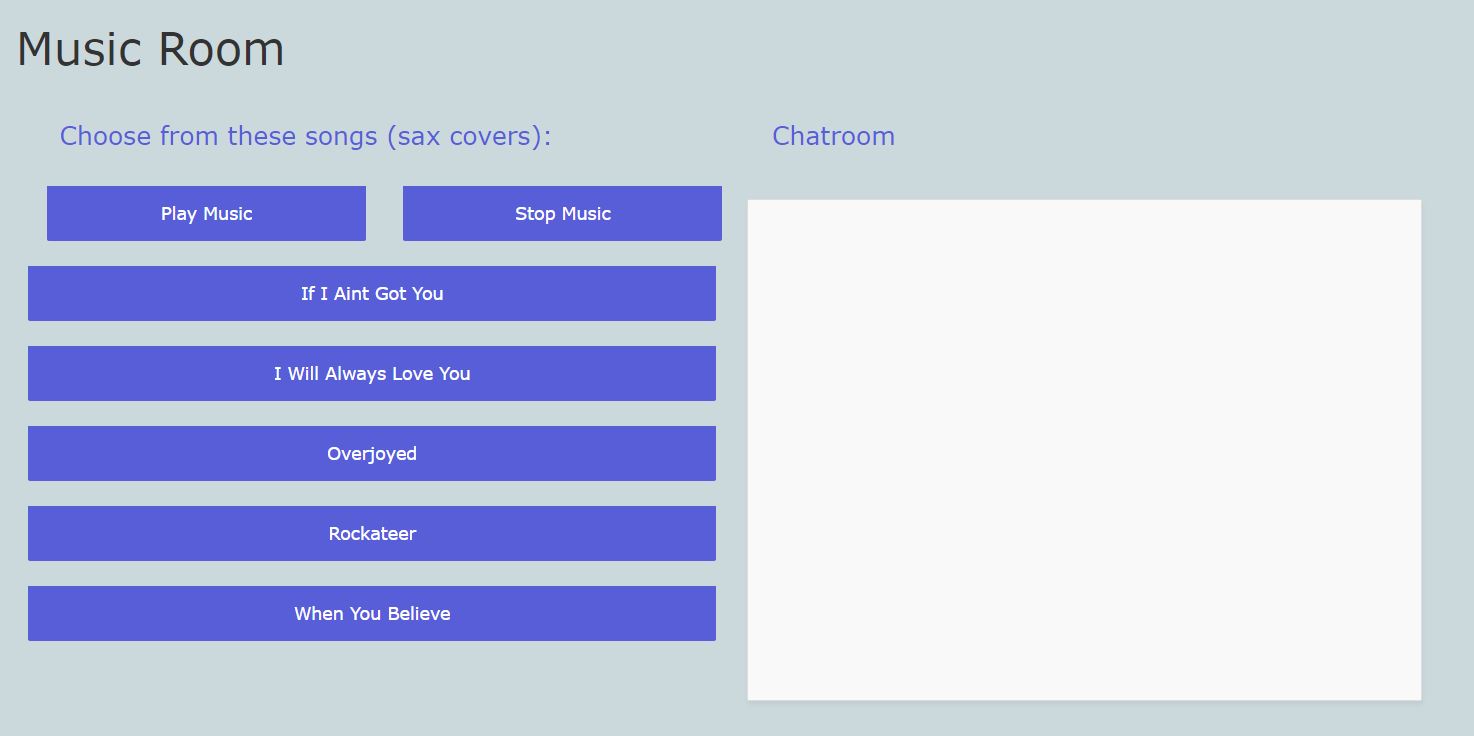 Music Room
Choose from these songs (sax covers):
Chatroom
Play Music
Stop Music
If I Aint Got You
I Will Always Love You
Overjoyed
Rockateer
When You Believe